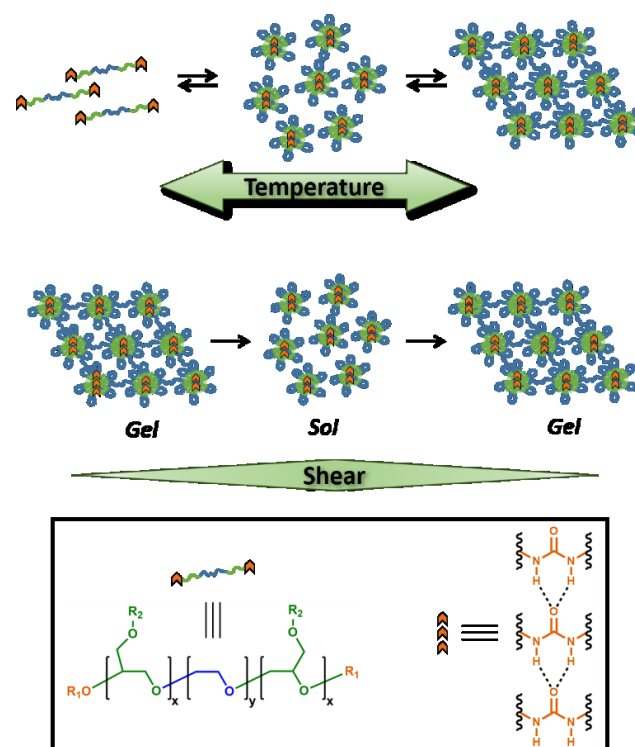 Temperature
Gel Sol Gel
Shear
R2 R2
O O O
R1O O x O y O x R1
N N
H H
O
N N
H H
O
N N
H H